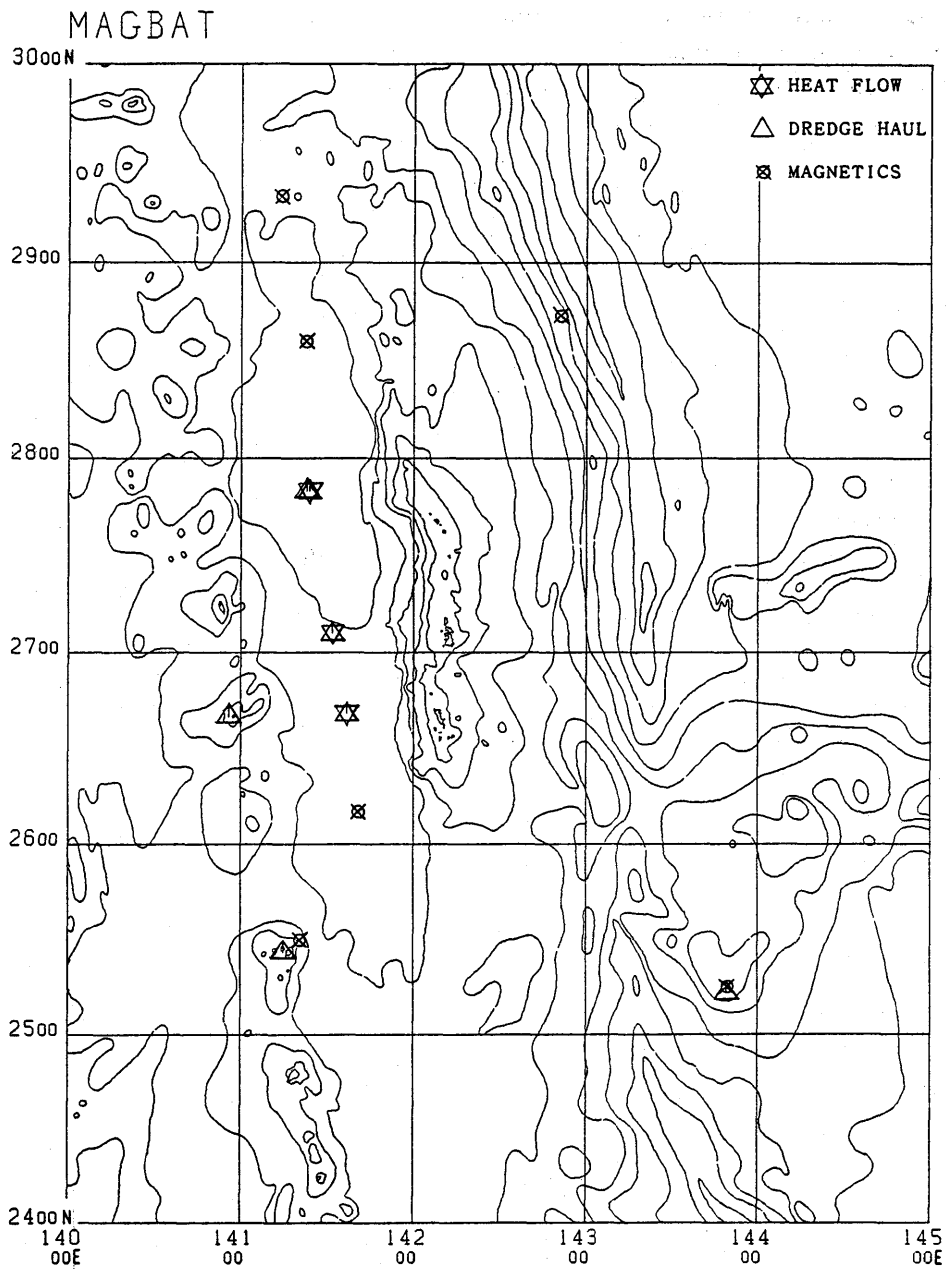 MAGBAT
3000N
HEAT FLOW
DREDGE HAUL
MAGNETICS
2900
2800
2700
2600
2500
2400N
140 141 142 143 144 145
00E 00 00 00 00 00E